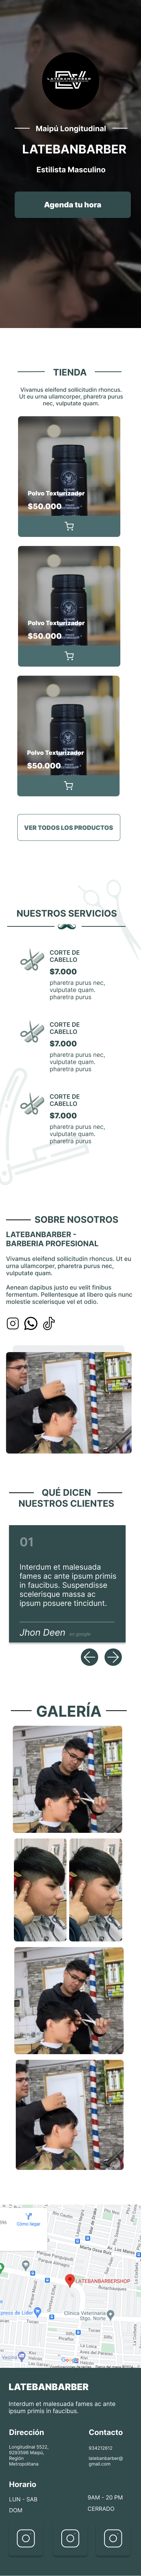 LATEBANBARBER
Maipú Longitudinal
LATEBANBARBER
Estilista Masculino
Agenda tu hora
TIENDA
Vivamus eleifend sollicitudin rhoncus.
Ut eu urna ullamcorper, pharetra purus
nec, vulputate quam.
Polvo Texturizador
$50.000
Polvo Texturizador
$50.000
Polvo Texturizador
$50.000
VER TODOS LOS PRODUCTOS
NUESTROS SERVICIOS
CORTE DE
CABELLO
$7.000
pharetra purus nec,
vulputate quam.
pharetra purus
CORTE DE
CABELLO
$7.000
pharetra purus nec,
vulputate quam.
pharetra purus
CORTE DE
CABELLO
$7.000
pharetra purus nec,
vulputate quam.
pharetra purus
SOBRE NOSOTROS
LATEBANBARBER -
BARBERIA PROFESIONAL
Vivamus eleifend sollicitudin rhoncus. Ut eu
urna ullamcorper, pharetra purus nec,
vulputate quam.
Aenean dapibus justo eu velit finibus
fermentum. Pellentesque at libero quis nunc
molestie scelerisque vel et odio.
QUÉ DICEN
NUESTROS CLIENTES
01
Interdum et malesuada
fames ac ante ipsum primis
in faucibus. Suspendisse
scelerisque massa ac
ipsum posuere tincidunt.
Jhon Deen en google
GALERÍA
Cómo llegar
LATEBANBARBERSHOP
Clínica Veterinaria
Sgto. Norte
Google
LATEBANBARBER
Interdum et malesuada fames ac ante
ipsum primis in faucibus.
Dirección
Longitudinal 5522,
9293598 Maipú,
Región
Metropolitana
Contacto
934212612
latebanbarber@
gmail.com
Horario
LUN - SAB
9AM - 20 PM
DOM
CERRADO